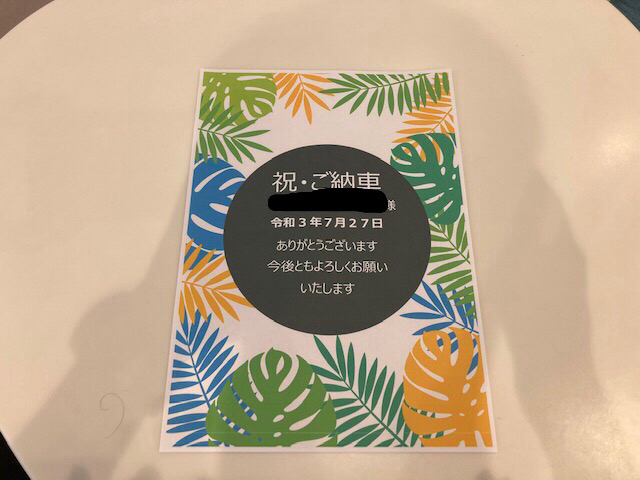 祝・ご納車
様
令和３年７月２７日
ありがとうございます
今後ともよろしくお願い
いたします